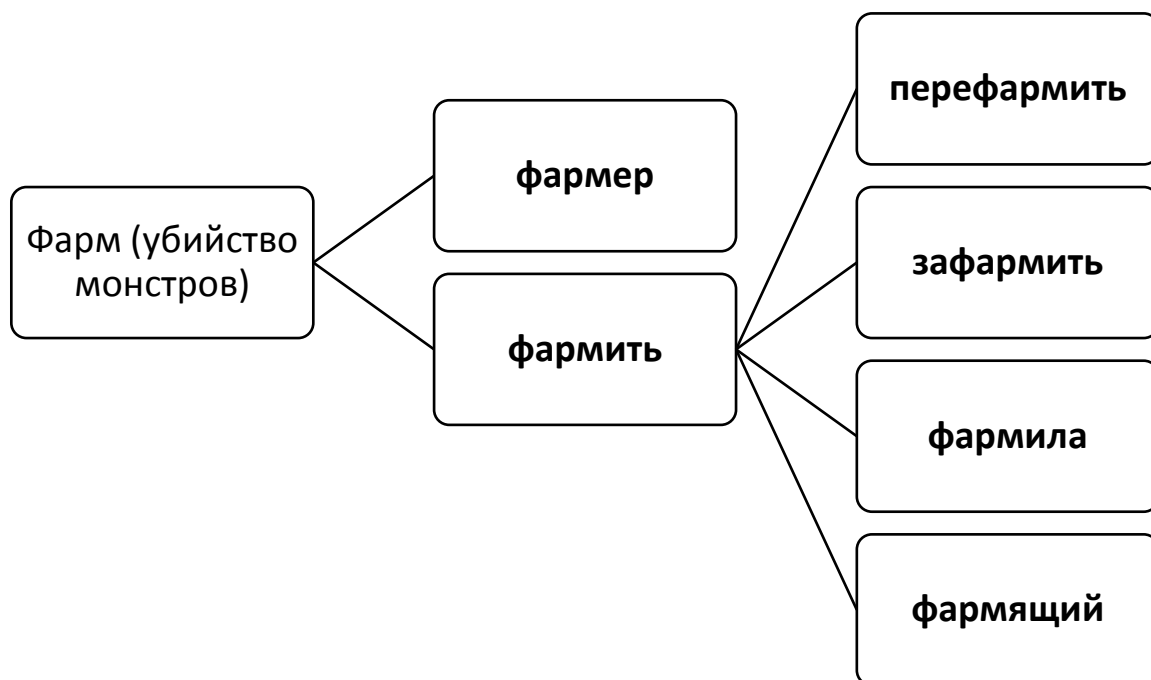 Фарм (убийство
монстров)
фармер
фармить
перефармить
зафармить
фармила
фармящий